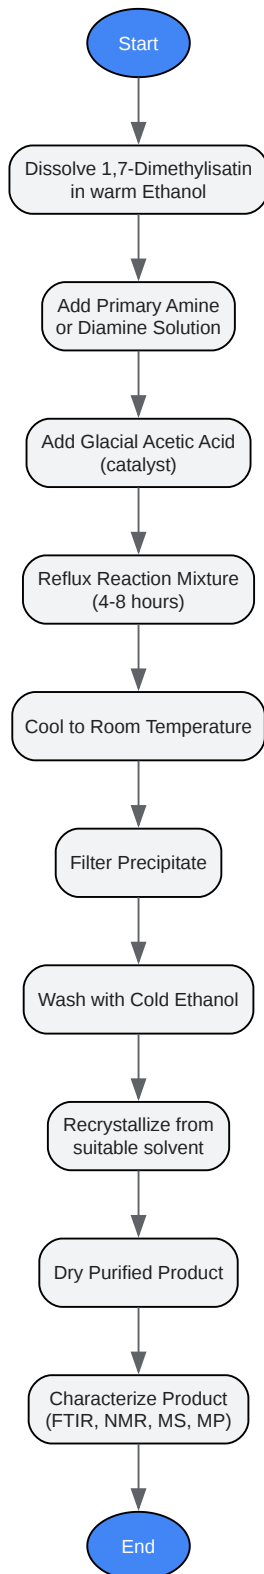 Start
Dissolve 1,7-Dimethylisatin
in warm Ethanol
Add Primary Amine
or Diamine Solution
Add Glacial Acetic Acid
(catalyst)
Reflux Reaction Mixture
(4-8 hours)
Cool to Room Temperature
Filter Precipitate
Wash with Cold Ethanol
Recrystallize from
suitable solvent
Dry Purified Product
Characterize Product
(FTIR, NMR, MS, MP)
End